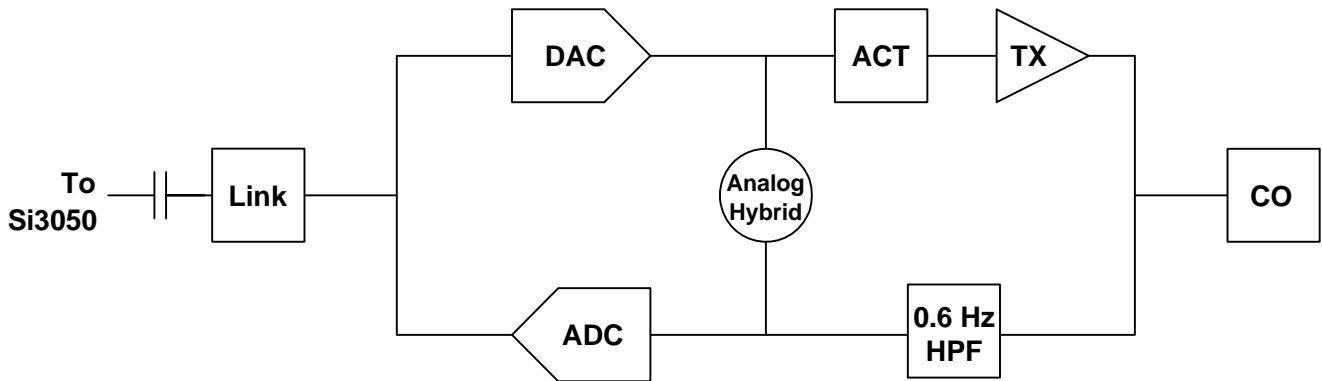 DAC
ACT
TX
To
Si3050
Link
Analog
Hybrid
CO
ADC
0.6 Hz
HPF